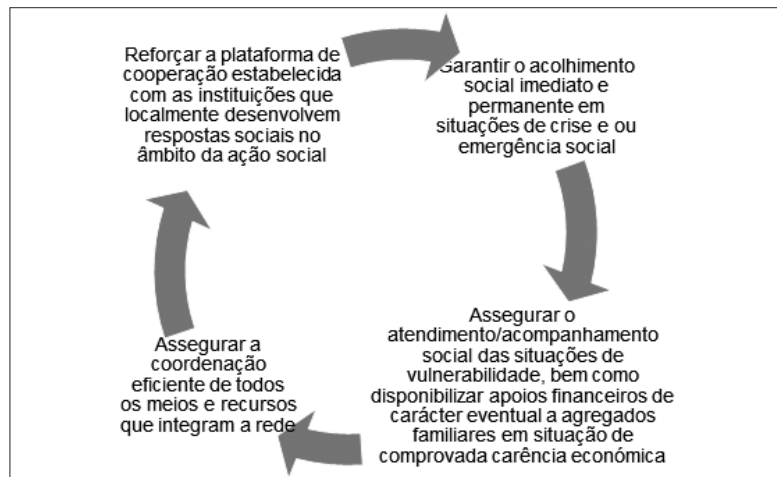 Reforçar a plataforma de
cooperação estabelecida
com as instituições que
localmente desenvolvem
respostas sociais no
âmbito da ação social
Garantir o acolhimento
social imediato e
permanente em
situações de crise e ou
emergência social
Assegurar o
atendimento/acompanhamento
social das situações de
vulnerabilidade, bem como
disponibilizar apoios financeiros de
carácter eventual a agregados
familiares em situação de
comprovada carência económica
Assegurar a
coordenação
eficiente de todos
os meios e recursos
que integram a rede